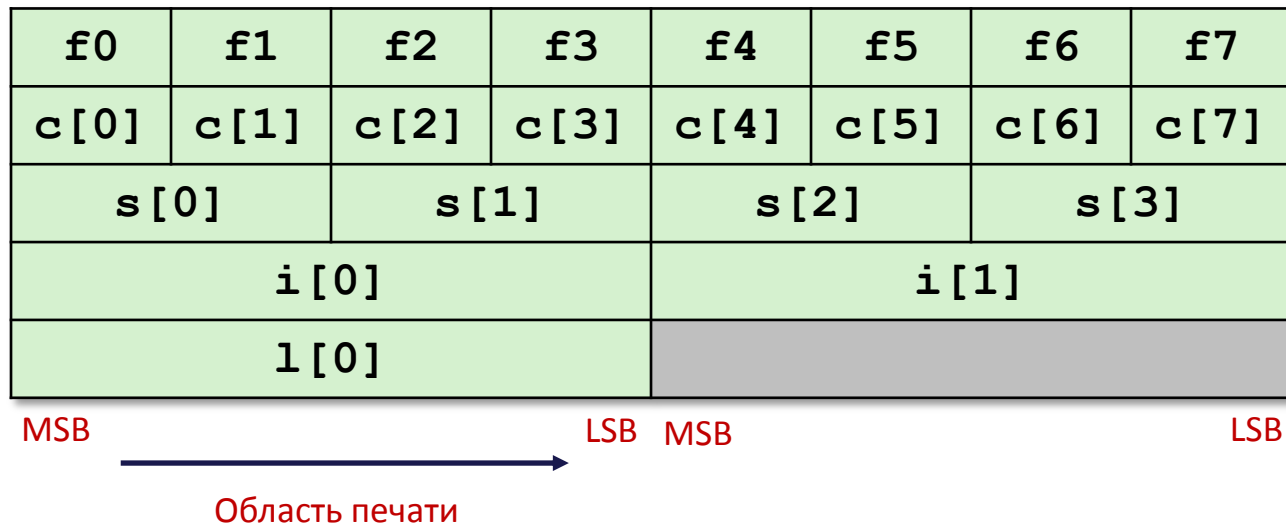 f0 f1 f2 f3 f4 f5 f6 f7
c[0] c[1] c[2] c[3] c[4] c[5] c[6] c[7]
s[0] s[1] s[2] s[3]
i[0] i[1]
l[0]
MSB LSB MSB LSB
Область печати